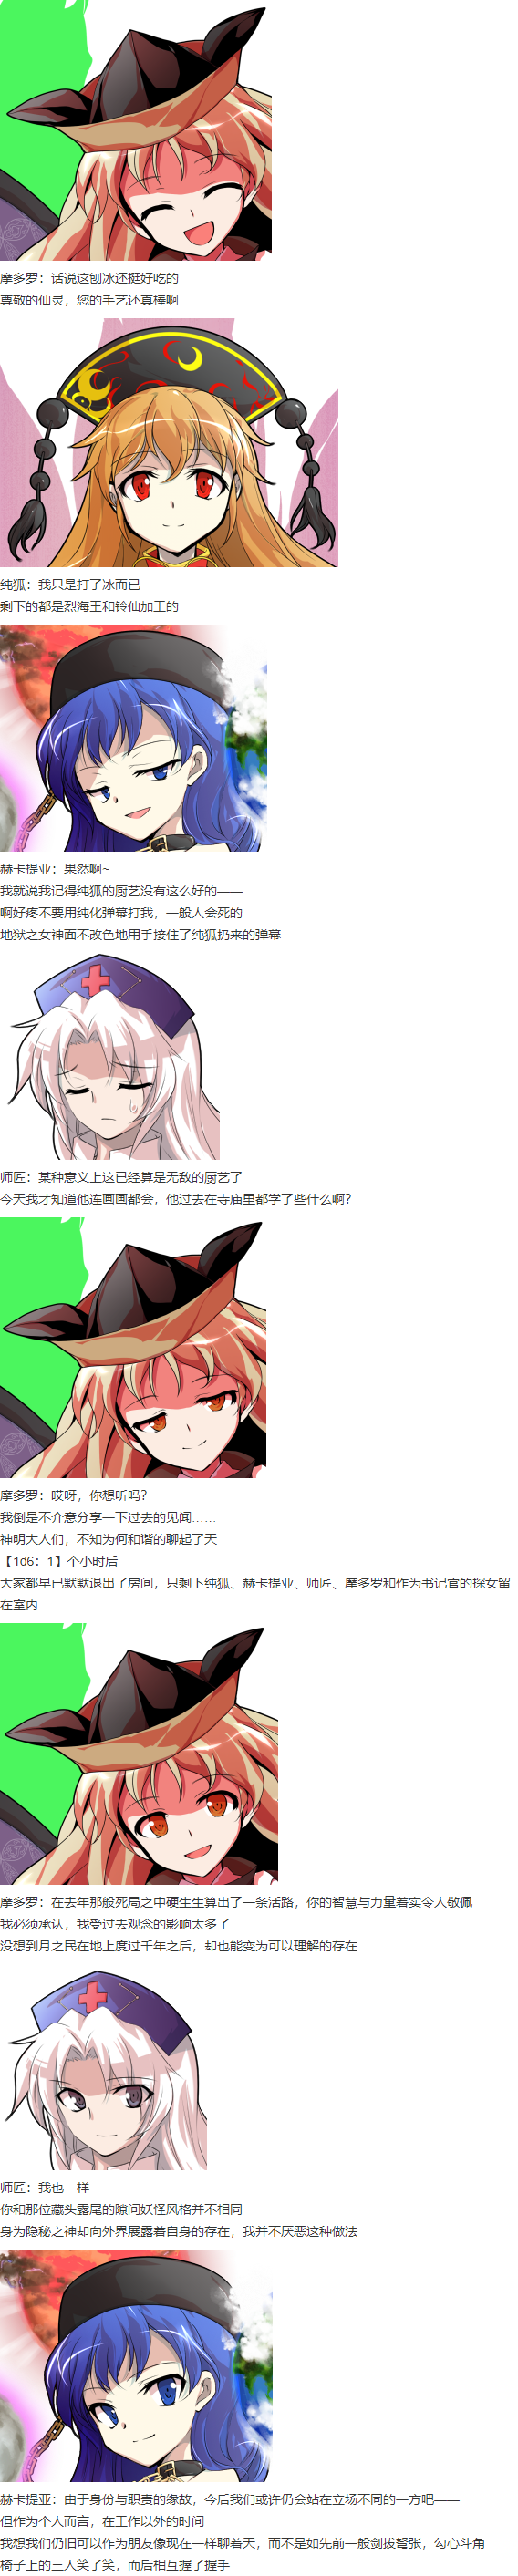 摩多罗：话说这刨冰还挺好吃的
尊敬的仙灵，您的手艺还真棒啊
纯狐：我只是打了冰而已
剩下的都是烈海王和铃仙加工的
赫卡提亚：果然啊~
我就说我记得纯狐的厨艺没有这么好的——
啊好疼不要用纯化弹幕打我，一般人会死的
地狱之女神面不改色地用手接住了纯狐扔来的弹幕
师匠：某种意义上这已经算是无敌的厨艺了
今天我才知道他连画画都会，他过去在寺庙里都学了些什么啊？
摩多罗：哎呀，你想听吗？
我倒是不介意分享一下过去的见闻……
神明大人们，不知为何和谐的聊起了天
【1d6：1】个小时后
大家都早已默默退出了房间，只剩下纯狐、赫卡提亚、师匠、摩多罗和作为书记官的探女留
在室内
摩多罗：在去年那般死局之中硬生生算出了一条活路，你的智慧与力量着实令人敬佩
我必须承认，我受过去观念的影响太多了
没想到月之民在地上度过千年之后，却也能变为可以理解的存在
师匠：我也一样
你和那位藏头露尾的隙间妖怪风格并不相同
身为隐秘之神却向外界展露着自身的存在，我并不厌恶这种做法
赫卡提亚：由于身份与职责的缘故，今后我们或许仍会站在立场不同的一方吧——
但作为个人而言，在工作以外的时间
我想我们仍旧可以作为朋友像现在一样聊着天，而不是如先前一般剑拔弩张，勾心斗角
椅子上的三人笑了笑，而后相互握了握手